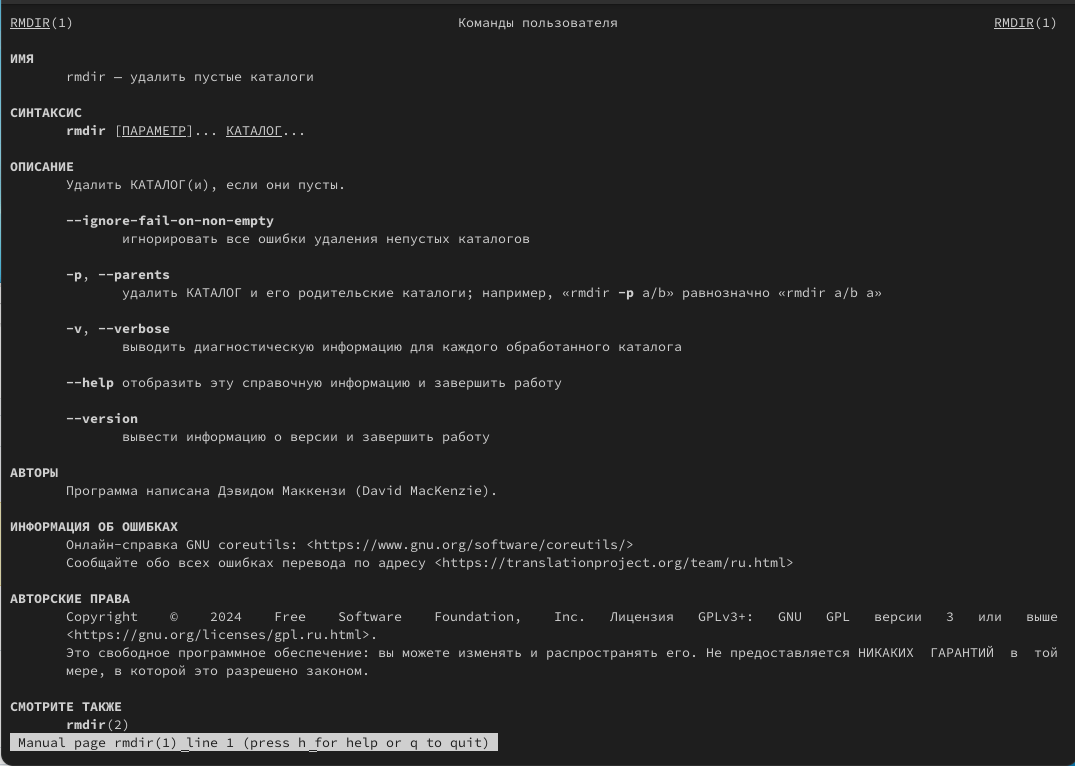 RMDIR(1) Команды пользователя RMDIR(1)
ИМЯ
rmdir — удалить пустые каталоги
СИНТАКСИС
rmdir [ПАРАМЕТР]... КАТАЛОГ...
ОПИСАНИЕ
Удалить КАТАЛОГ(и), если они пусты.
--ignore-fail-on-non-empty
игнорировать все ошибки удаления непустых каталогов
-p, --parents
удалить КАТАЛОГ и его родительские каталоги; например, «rmdir -p a/b» равнозначно «rmdir a/b a»
-v, --verbose
выводить диагностическую информацию для каждого обработанного каталога
--help отобразить эту справочную информацию и завершить работу
--version
вывести информацию о версии и завершить работу
АВТОРЫ
Программа написана Дэвидом Маккензи (David MacKenzie).
ИНФОРМАЦИЯ ОБ ОШИБКАХ
Онлайн-справка GNU coreutils: <https://www.gnu.org/software/coreutils/>
Сообщайте обо всех ошибках перевода по адресу <https://translationproject.org/team/ru.html>
АВТОРСКИЕ ПРАВА
Copyright © 2024 Free Software Foundation, Inc. Лицензия GPLv3+: GNU GPL версии 3 или выше
<https://gnu.org/licenses/gpl.ru.html>.
Это свободное программное обеспечение: вы можете изменять и распространять его. Не предоставляется НИКАКИХ ГАРАНТИЙ в той
мере, в которой это разрешено законом.
СМОТРИТЕ ТАКЖЕ
rmdir(2)
Manual page rmdir(1) line 1 (press h for help or q to quit)